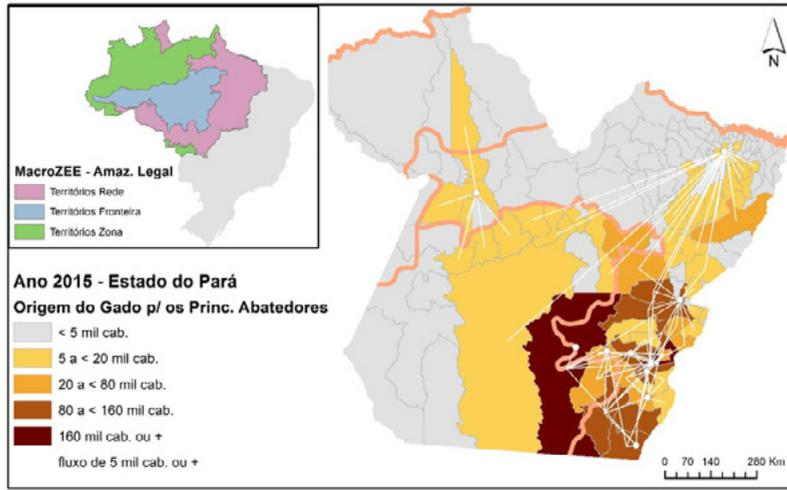 MacroZEE - Amaz. Legal
Territórios Rede
Territórios Fronteira
Territórios Zona
Ano 2015 - Estado do Pará
Origem do Gado p/ os Princ. Abatedores
< 5 mil cab.
5 a < 20 mil cab.
20 a < 80 mil cab.
80 a < 160 mil cab.
160 mil cab. ou +
fluxo de 5 mil cab. ou +
N
0 70 140 280 Km